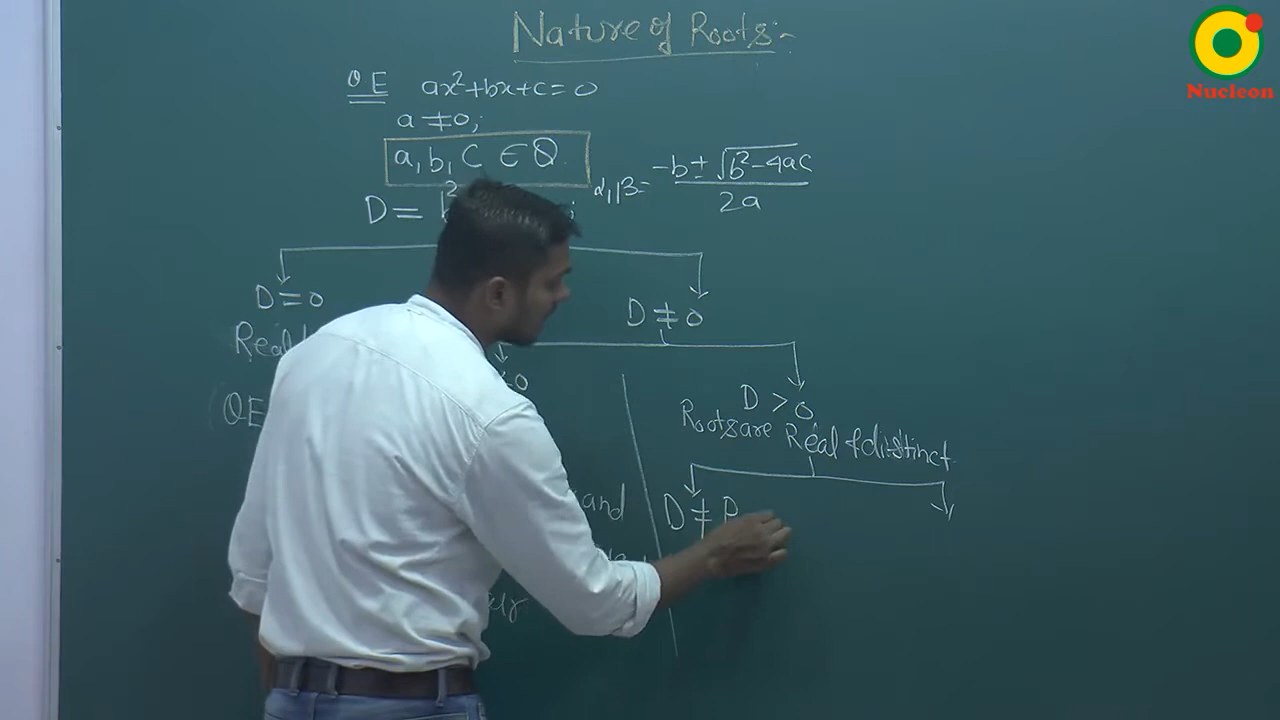 Nature of Roots:-
Nucleon
QE ax²+bx+c=0
a ≠0;
a, b, C ∈ Q.
α, β = -b ± √b²-4ac / 2a
D =
D = 0
D ≠ 0
Real
D > 0
QE
Roots are Real & distinct
and
D ≠ P